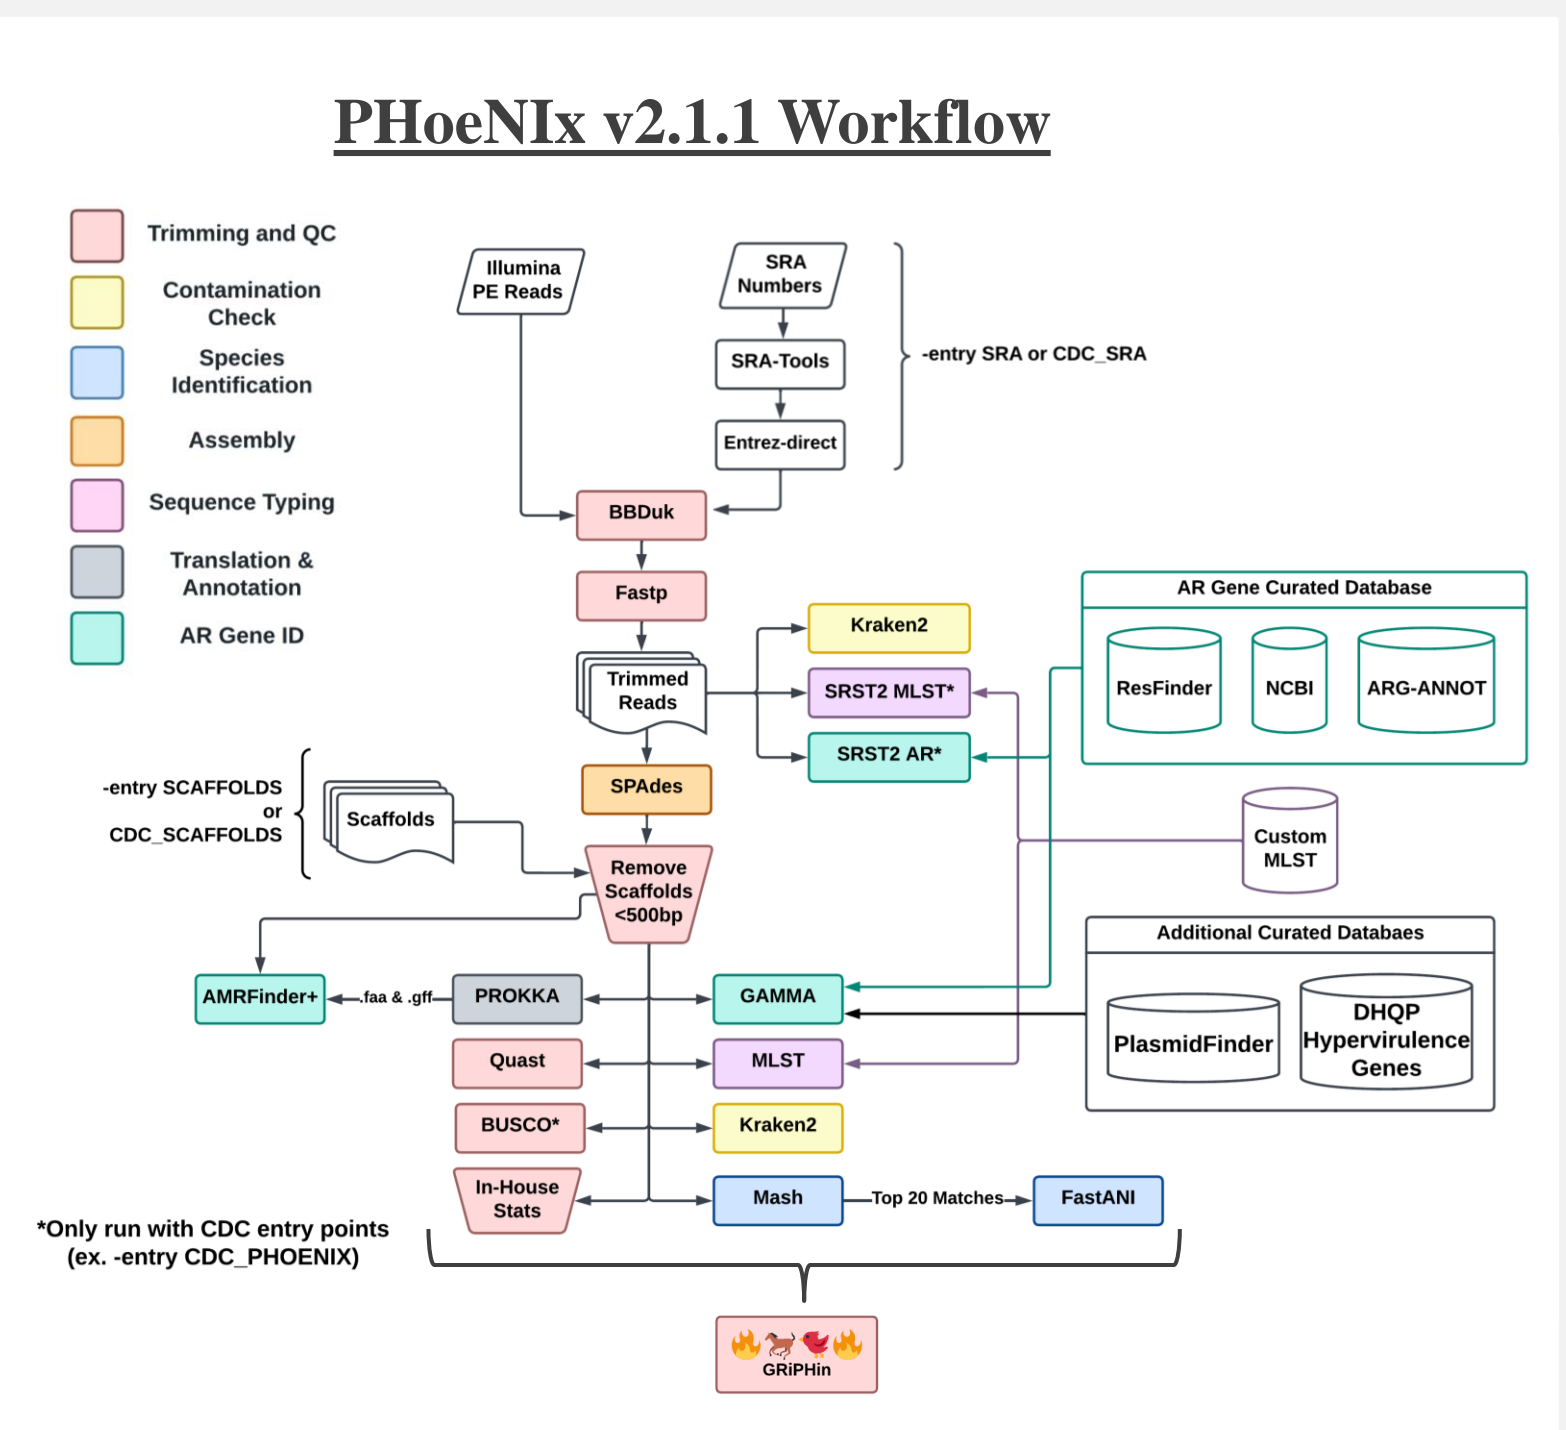 PHoeNIx v2.1.1 Workflow
Trimming and QC
Contamination
Check
Species
Identification
Assembly
Sequence Typing
Translation &
Annotation
AR Gene ID
Illumina
PE Reads
SRA
Numbers
SRA-Tools
Entrez-direct
-entry SRA or CDC_SRA
BBDuk
Fastp
Trimmed
Reads
Kraken2
SRST2 MLST*
SRST2 AR*
AR Gene Curated Database
ResFinder
NCBI
ARG-ANNOT
SPAdes
-entry SCAFFOLDS
or
CDC_SCAFFOLDS
Scaffolds
Remove
Scaffolds
<500bp
Custom
MLST
Additional Curated Databaes
PlasmidFinder
DHQP
Hypervirulence
Genes
AMRFinder+
.faa & .gff
PROKKA
GAMMA
Quast
MLST
BUSCO*
Kraken2
In-House
Stats
Mash
Top 20 Matches
FastANI
*Only run with CDC entry points
(ex. -entry CDC_PHOENIX)
GRiPHin